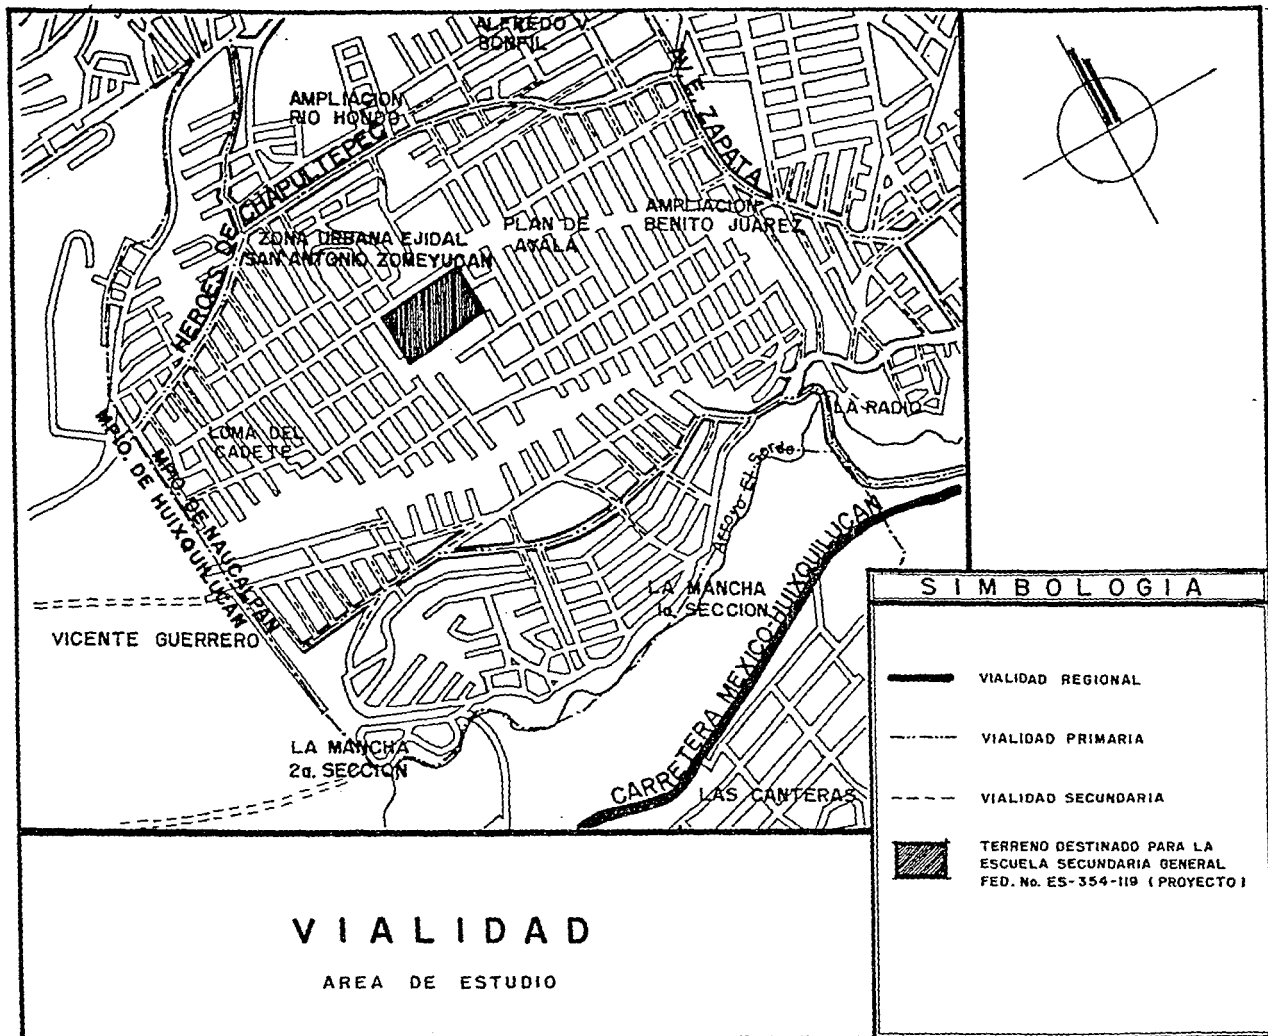 ALFREDO V.
BONFIL
AV. E. ZAPATA
AMPLIACION
RIO HONDO
HEROES DE CHAPULTEPEC
ZONA URBANA EJIDAL
SAN ANTONIO ZOMEYUCAN
PLAN DE
AYALA
AMPLIACION
BENITO JUAREZ
LOMA DEL
CADETE
LA RADIO
MPIO. DE NAUCALPAN
MPIO. DE HUIXQUILUCAN
Arroyo El Sordo
VICENTE GUERRERO
LA MANCHA
1a. SECCION
CARRETERA MEXICO-HUIXQUILUCAN
LA MANCHA
2a. SECCION
LAS CANTERAS
SIMBOLOGIA
VIALIDAD REGIONAL
VIALIDAD PRIMARIA
VIALIDAD SECUNDARIA
TERRENO DESTINADO PARA LA
ESCUELA SECUNDARIA GENERAL
FED. No. ES-354-119 (PROYECTO)
VIALIDAD
AREA DE ESTUDIO